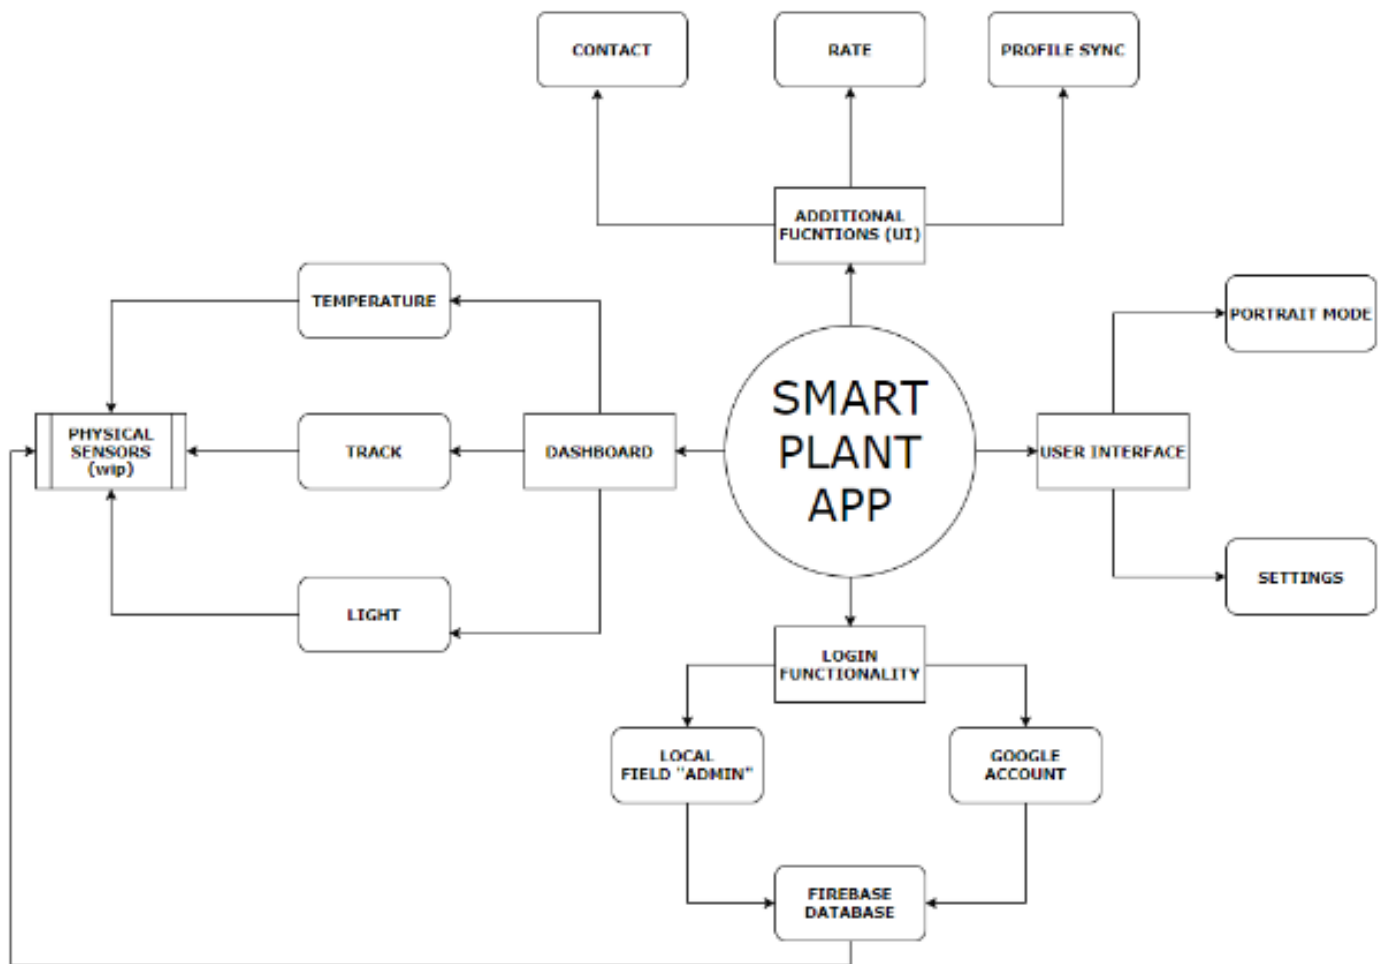 CONTACT
RATE
PROFILE SYNC
ADDITIONAL
FUCNTIONS (UI)
TEMPERATURE
PORTRAIT MODE
SMART
PLANT
APP
PHYSICAL
SENSORS
(wip)
TRACK
DASHBOARD
USER INTERFACE
LIGHT
SETTINGS
LOGIN
FUNCTIONALITY
LOCAL
FIELD "ADMIN"
GOOGLE
ACCOUNT
FIREBASE
DATABASE